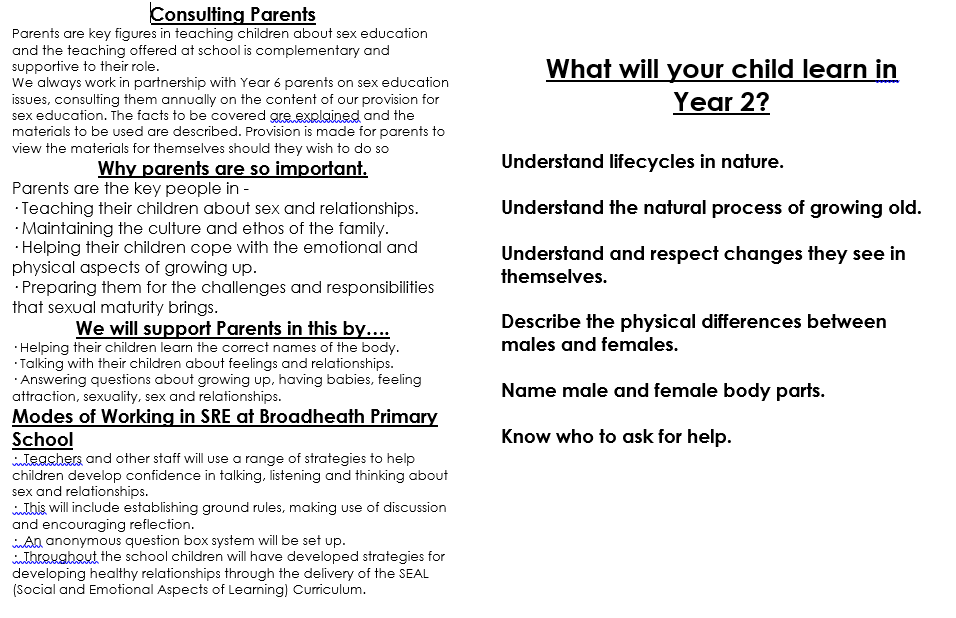 Consulting Parents
Parents are key figures in teaching children about sex education
and the teaching offered at school is complementary and
supportive to their role.
We always work in partnership with Year 6 parents on sex education
issues, consulting them annually on the content of our provision for
sex education. The facts to be covered are explained and the
materials to be used are described. Provision is made for parents to
view the materials for themselves should they wish to do so
Why parents are so important.
Parents are the key people in -
· Teaching their children about sex and relationships.
· Maintaining the culture and ethos of the family.
· Helping their children cope with the emotional and
physical aspects of growing up.
· Preparing them for the challenges and responsibilities
that sexual maturity brings.
We will support Parents in this by….
· Helping their children learn the correct names of the body.
· Talking with their children about feelings and relationships.
· Answering questions about growing up, having babies, feeling
attraction, sexuality, sex and relationships.
Modes of Working in SRE at Broadheath Primary
School
· Teachers and other staff will use a range of strategies to help
children develop confidence in talking, listening and thinking about
sex and relationships.
· This will include establishing ground rules, making use of discussion
and encouraging reflection.
· An anonymous question box system will be set up.
· Throughout the school children will have developed strategies for
developing healthy relationships through the delivery of the SEAL
(Social and Emotional Aspects of Learning) Curriculum.
What will your child learn in
Year 2?
Understand lifecycles in nature.
Understand the natural process of growing old.
Understand and respect changes they see in
themselves.
Describe the physical differences between
males and females.
Name male and female body parts.
Know who to ask for help.